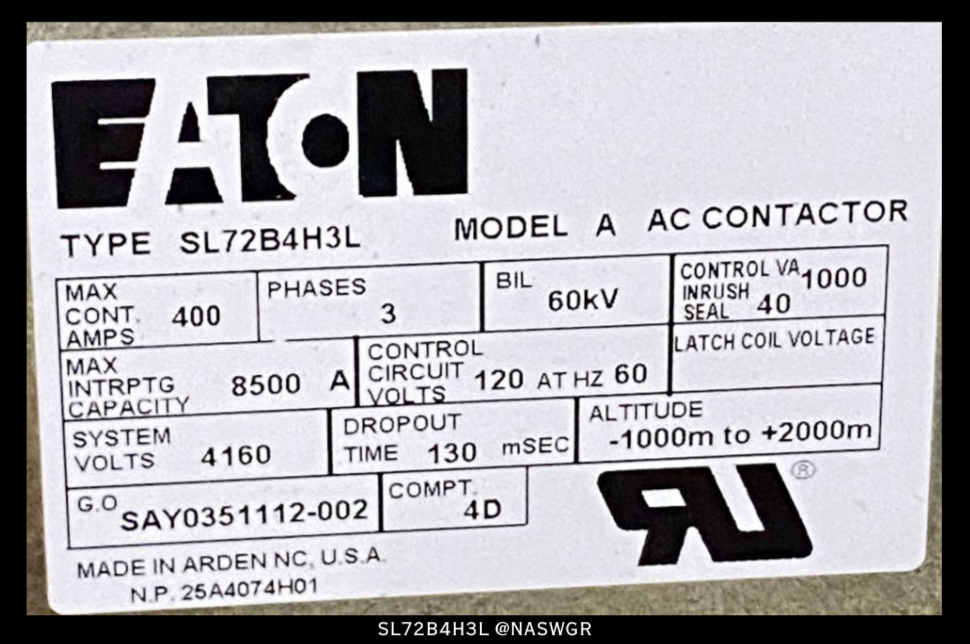 EATON
TYPE SL72B4H3L MODEL A AC CONTACTOR
MAX CONT. AMPS 400
PHASES 3
BIL 60kV
CONTROL VA INRUSH 1000
SEAL 40
MAX INTRPTG CAPACITY 8500 A
CONTROL CIRCUIT VOLTS 120 AT HZ 60
LATCH COIL VOLTAGE
SYSTEM VOLTS 4160
DROPOUT TIME 130 mSEC
ALTITUDE
-1000m to +2000m
G.O SAY0351112-002
COMPT. 4D
RU®
MADE IN ARDEN NC, U.S.A.
N.P. 25A4074H01
SL72B4H3L @NASWGR